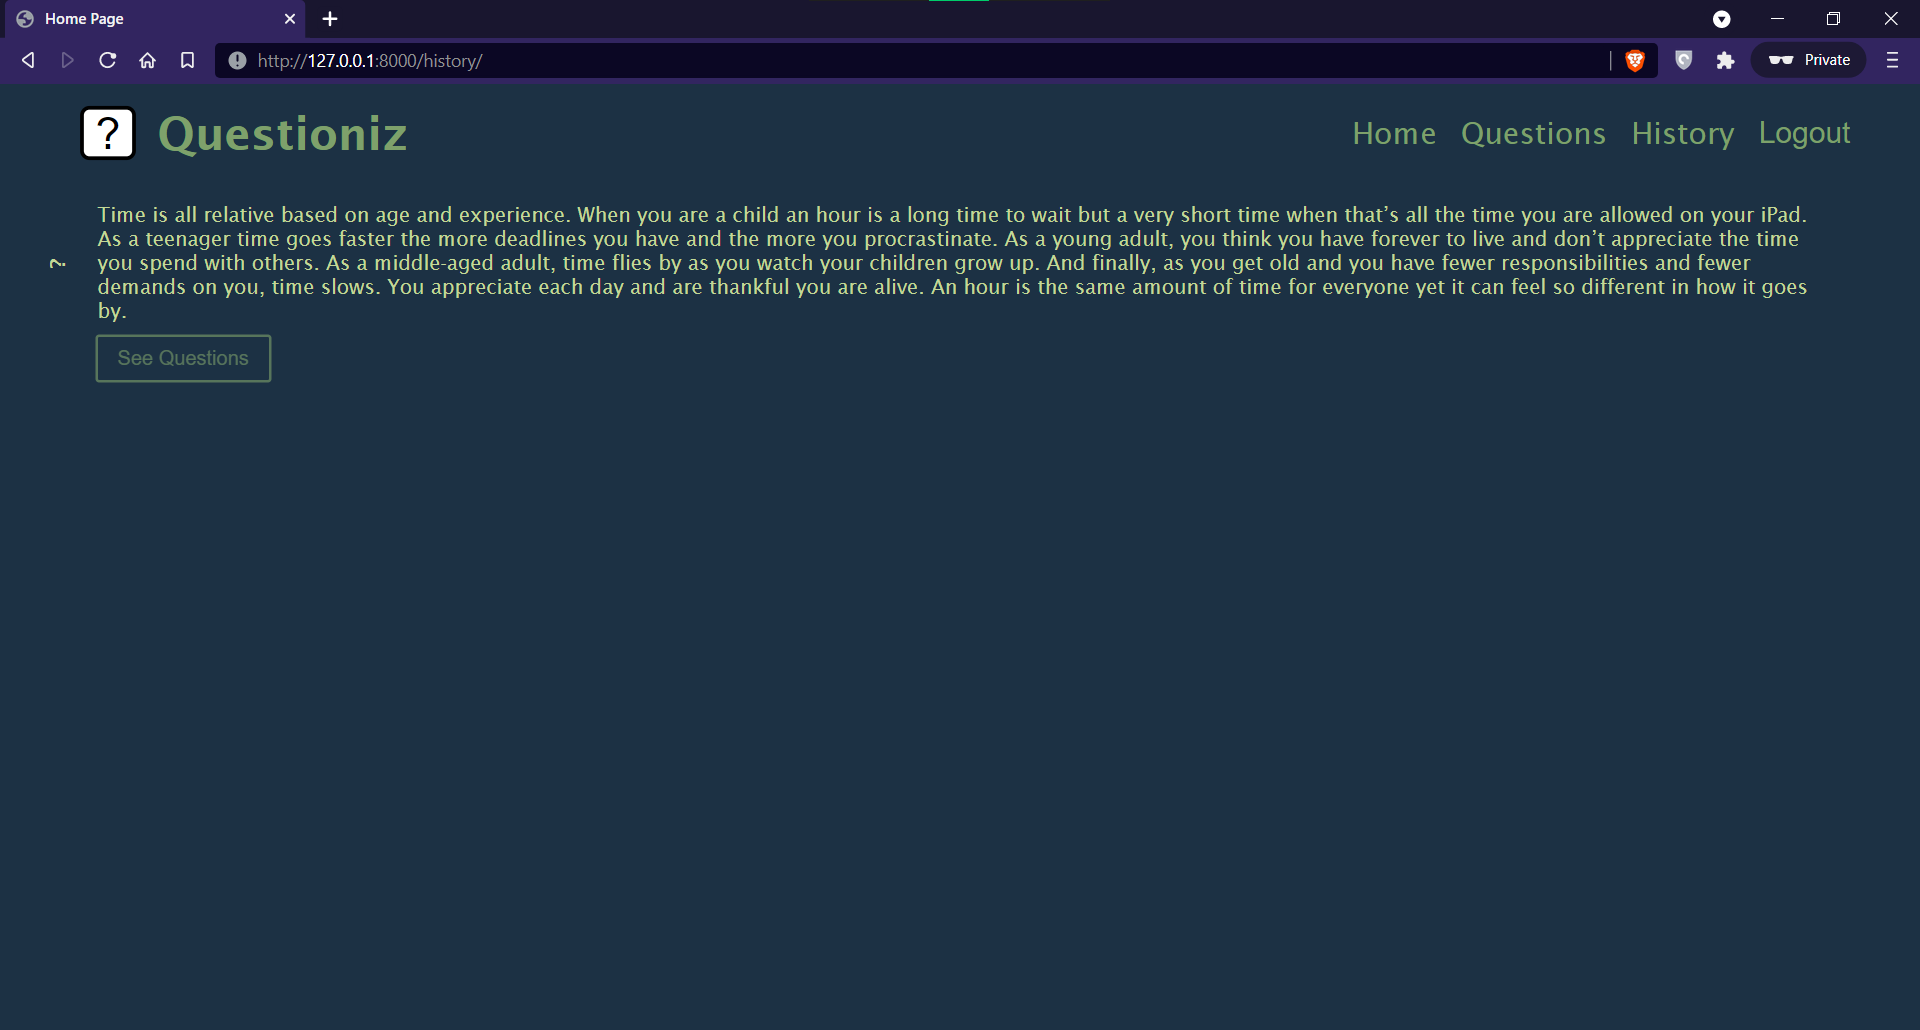 Home Page
http://127.0.0.1:8000/history/
Private
? Questioniz
Home Questions History Logout
Time is all relative based on age and experience. When you are a child an hour is a long time to wait but a very short time when that’s all the time you are allowed on your iPad.
As a teenager time goes faster the more deadlines you have and the more you procrastinate. As a young adult, you think you have forever to live and don’t appreciate the time
? you spend with others. As a middle-aged adult, time flies by as you watch your children grow up. And finally, as you get old and you have fewer responsibilities and fewer
demands on you, time slows. You appreciate each day and are thankful you are alive. An hour is the same amount of time for everyone yet it can feel so different in how it goes
by.
See Questions